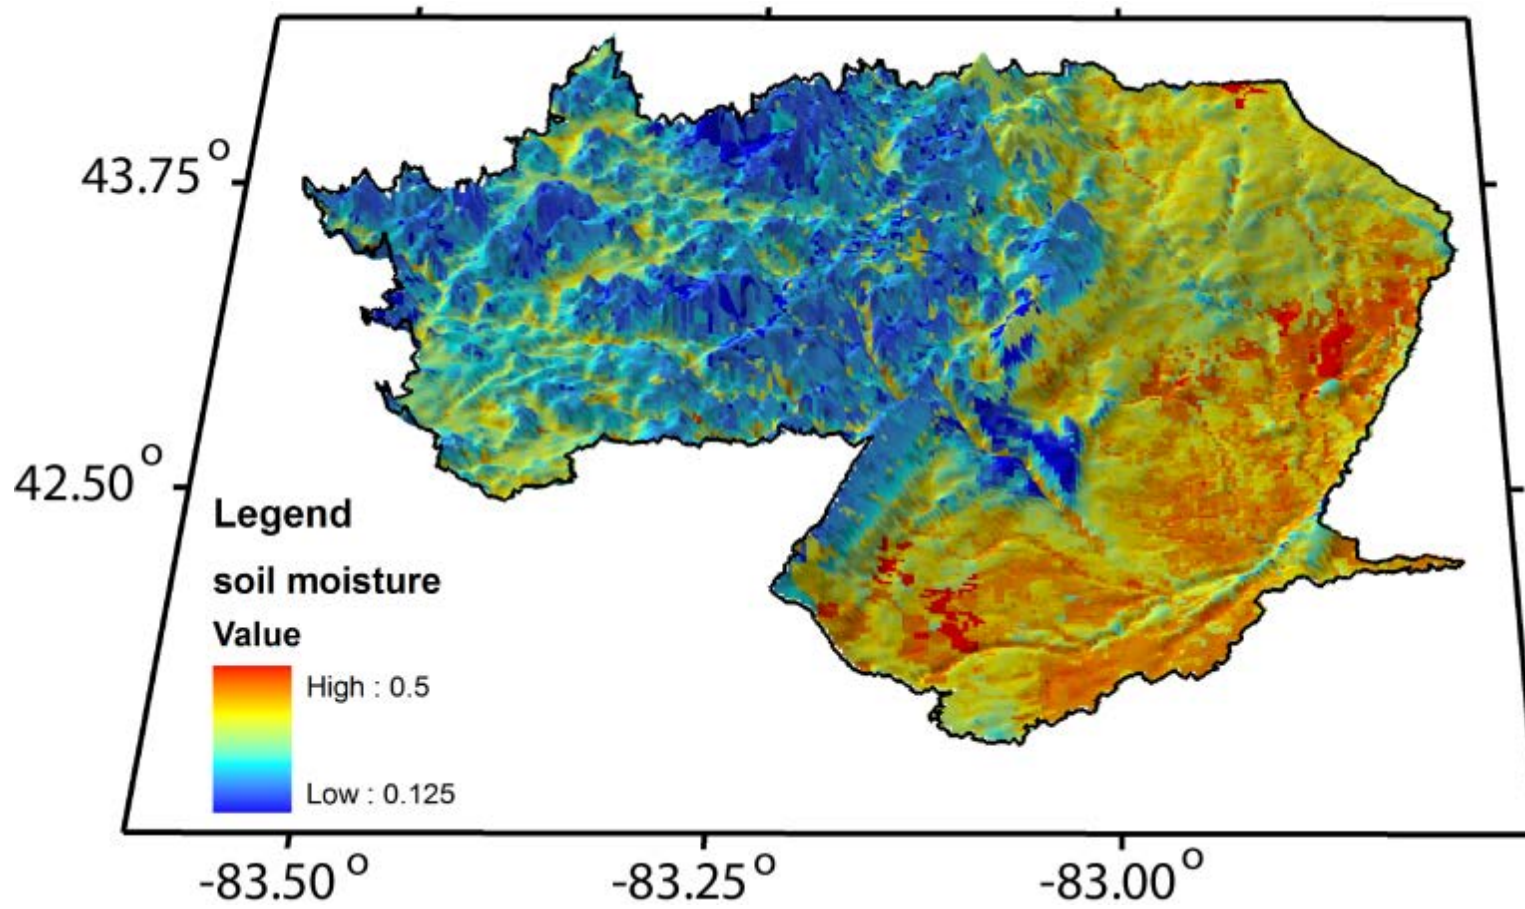 43.75°
42.50°
Legend
soil moisture
Value
High : 0.5
Low : 0.125
-83.50°
-83.25°
-83.00°